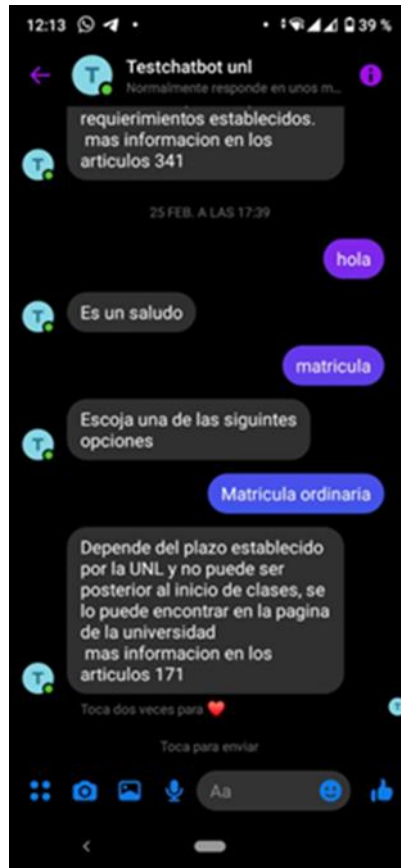 12:13
39 %
T
Testchatbot unl
Normalmente responde en unos m...
requierimientos establecidos.
mas informacion en los
articulos 341
T
25 FEB. A LAS 17:39
hola
Es un saludo
T
matricula
Escoja una de las siguintes
opciones
T
Matricula ordinaria
Depende del plazo establecido
por la UNL y no puede ser
posterior al inicio de clases, se
lo puede encontrar en la pagina
de la universidad
mas informacion en los
articulos 171
T
Toca dos veces para
T
Toca para enviar
Aa